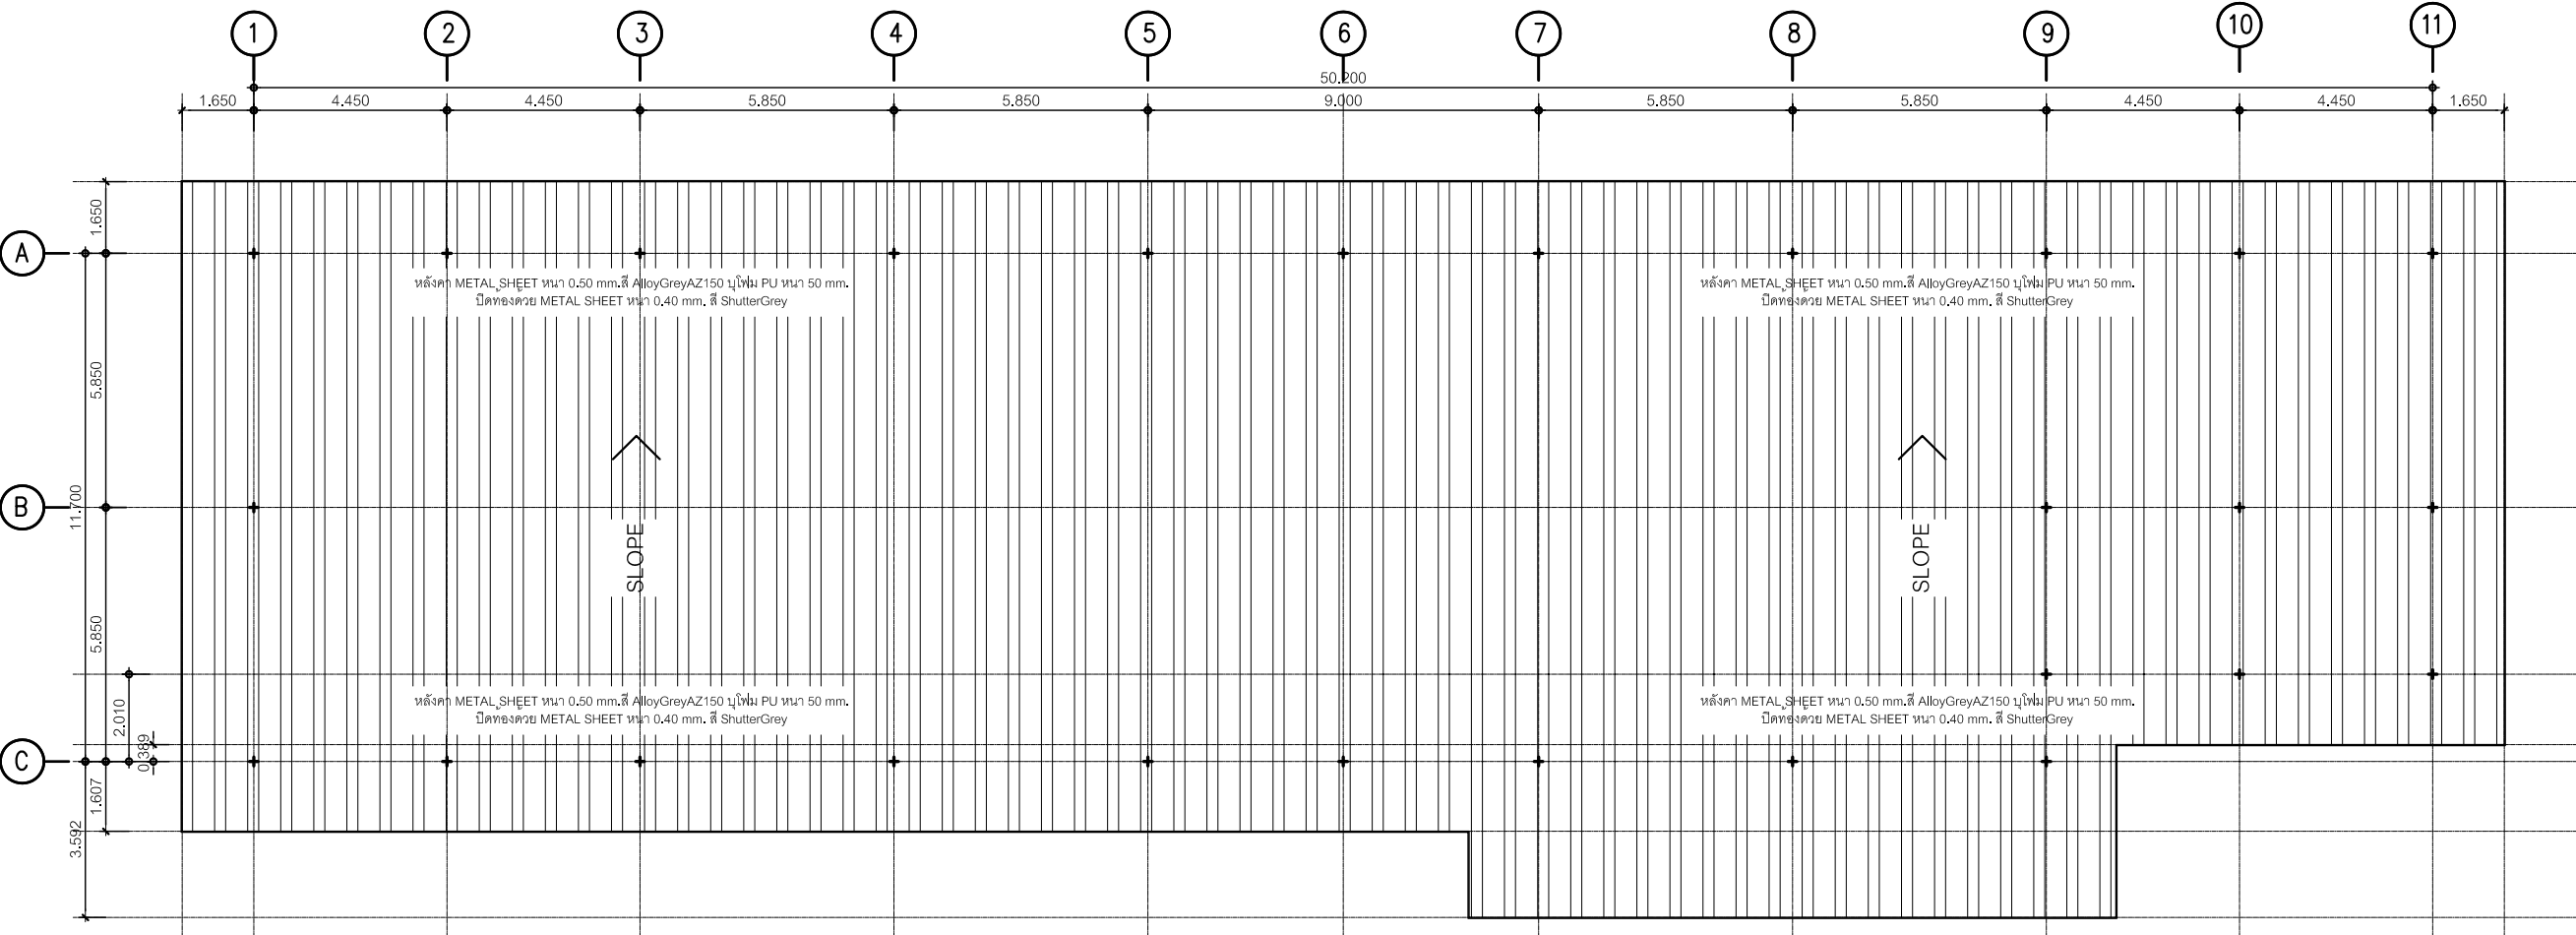 1 2 3 4 5 6 7 8 9 10 11
50.200
1.650 4.450 4.450 5.850 5.850 9.000 5.850 5.850 4.450 4.450 1.650
1.650
A
หลังคา METAL SHEET หนา 0.50 mm.สี AlloyGreyAZ150 บุโฟม PU หนา 50 mm.
ปิดท้องด้วย METAL SHEET หนา 0.40 mm. สี ShutterGrey
หลังคา METAL SHEET หนา 0.50 mm.สี AlloyGreyAZ150 บุโฟม PU หนา 50 mm.
ปิดท้องด้วย METAL SHEET หนา 0.40 mm. สี ShutterGrey
5.850
B
11.700
SLOPE
SLOPE
5.850
2.010
0.389
หลังคา METAL SHEET หนา 0.50 mm.สี AlloyGreyAZ150 บุโฟม PU หนา 50 mm.
ปิดท้องด้วย METAL SHEET หนา 0.40 mm. สี ShutterGrey
หลังคา METAL SHEET หนา 0.50 mm.สี AlloyGreyAZ150 บุโฟม PU หนา 50 mm.
ปิดท้องด้วย METAL SHEET หนา 0.40 mm. สี ShutterGrey
C
1.607
3.592